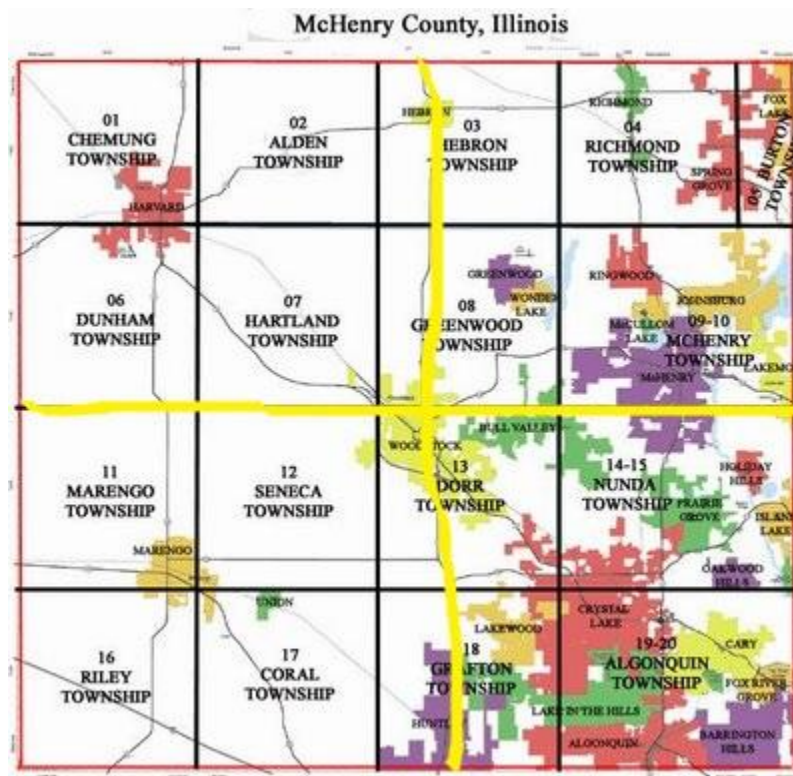 McHenry County, Illinois
01
CHEMUNG
TOWNSHIP
HARVARD
02
ALDEN
TOWNSHIP
HEBRON
03
HEBRON
TOWNSHIP
RICHMOND
04
RICHMOND
TOWNSHIP
SPRING
GROVE
FOX
LAKE
05 BURTON
TOWNSHIP
06
DUNHAM
TOWNSHIP
07
HARTLAND
TOWNSHIP
GREENWOOD
WONDER
LAKE
08
GREENWOOD
TOWNSHIP
RINGWOOD
JOHNSBURG
McCULLOM
LAKE
09-10
MCHENRY
TOWNSHIP
McHENRY
LAKEMO
11
MARENGO
TOWNSHIP
MARENGO
12
SENECA
TOWNSHIP
WOODSTOCK
BULL VALLEY
13
DORR
TOWNSHIP
14-15
NUNDA
TOWNSHIP
HOLIDAY
HILLS
PRAIRIE
GROVE
ISLAN
LAKE
OAKWOOD
HILLS
16
RILEY
TOWNSHIP
UNION
17
CORAL
TOWNSHIP
LAKEWOOD
18
GRAFTON
TOWNSHIP
HUNTL
CRYSTAL
LAKE
19-20
ALGONQUIN
TOWNSHIP
CARY
FOX RIVER
GROVE
LAKE IN THE HILLS
ALGONQUIN
BARRINGTON
HILLS